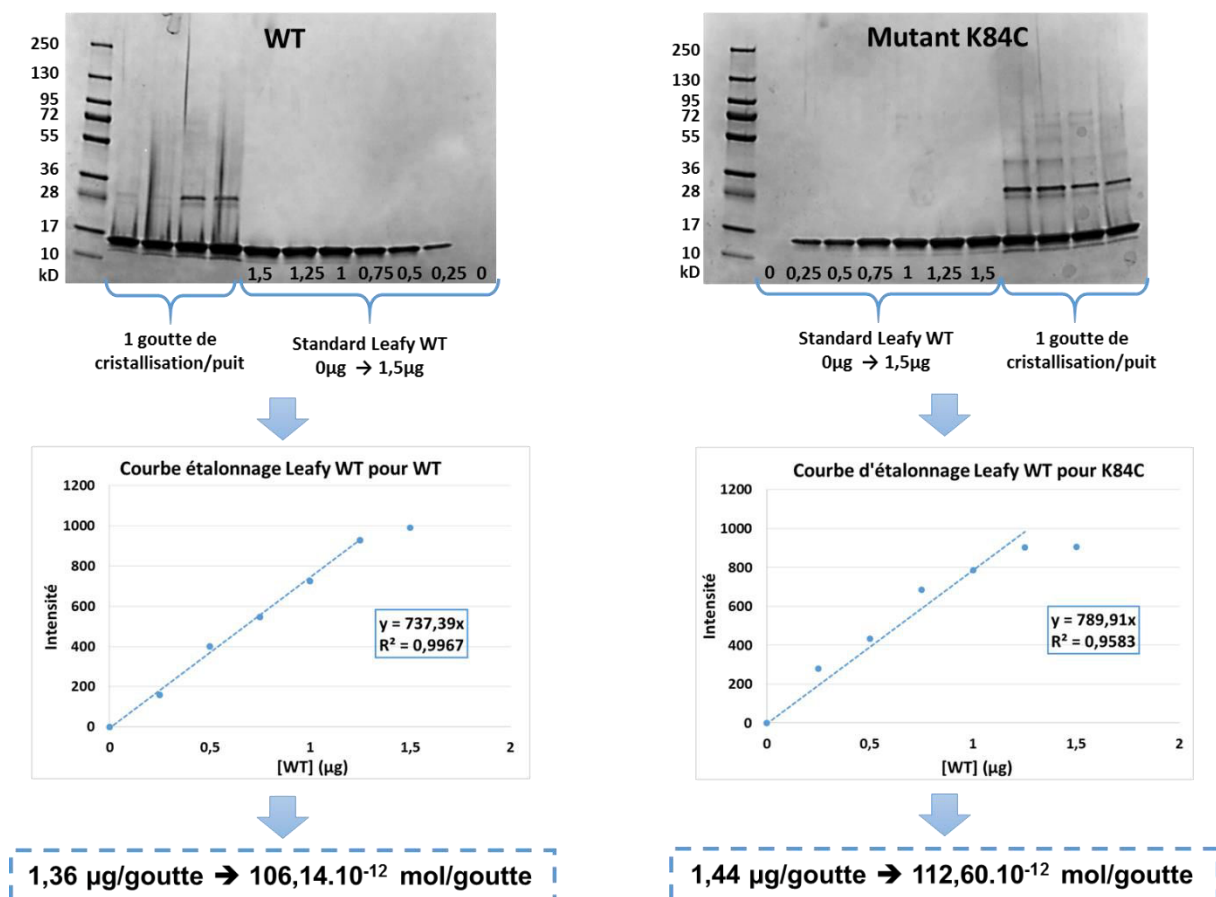 WT
250
130
95
72
55
36
28
17
10
kD
1,5 1,25 1 0,75 0,5 0,25 0
1 goutte de
cristallisation/puit
Standard Leafy WT
0µg → 1,5µg
Mutant K84C
250
130
95
72
55
36
28
17
10
kD
0 0,25 0,5 0,75 1 1,25 1,5
Standard Leafy WT
0µg → 1,5µg
1 goutte de
cristallisation/puit
Courbe étalonnage Leafy WT pour WT
1200
1000
800
600
400
200
0
Intensité
y = 737,39x
R² = 0,9967
0 0,5 1 1,5 2
[WT] (µg)
Courbe d'étalonnage Leafy WT pour K84C
1200
1000
800
600
400
200
0
Intensité
y = 789,91x
R² = 0,9583
0 0,5 1 1,5 2
[WT] (µg)
1,36 µg/goutte ➔ 106,14.10⁻¹² mol/goutte
1,44 µg/goutte ➔ 112,60.10⁻¹² mol/goutte